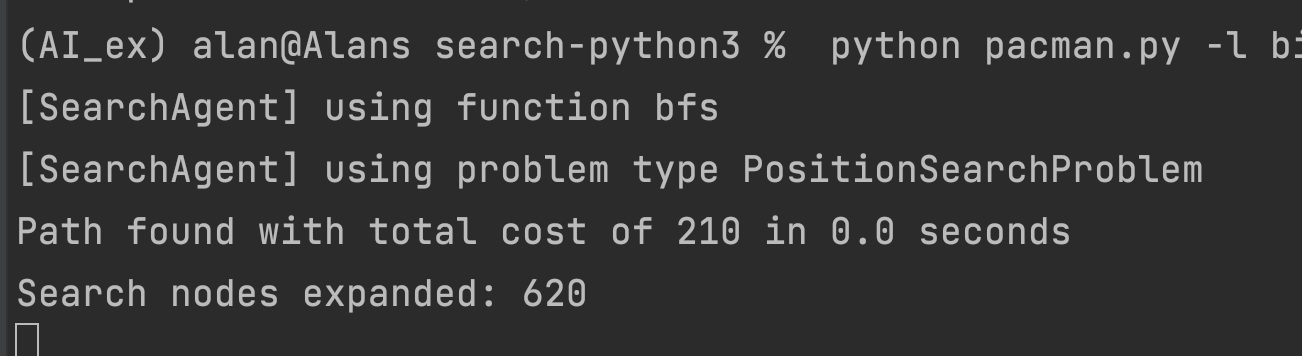 (AI_ex) alan@Alans search-python3 %  python pacman.py -l bi
[SearchAgent] using function bfs
[SearchAgent] using problem type PositionSearchProblem
Path found with total cost of 210 in 0.0 seconds
Search nodes expanded: 620